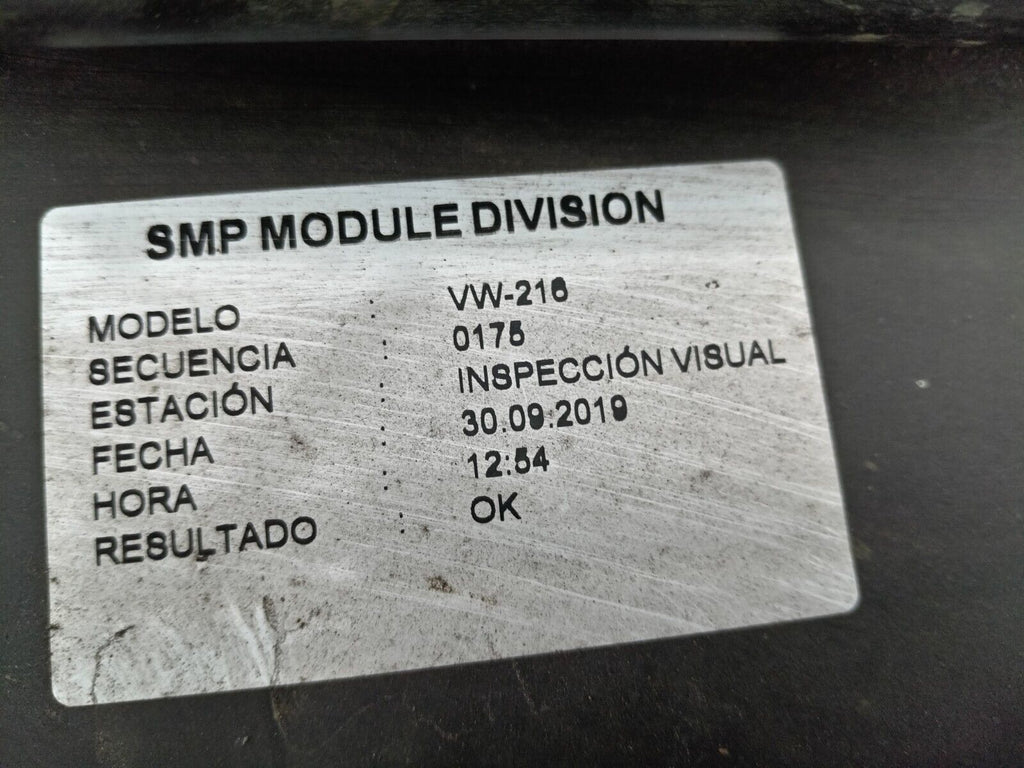 SMP MODULE DIVISION
MODELO : VW-216
SECUENCIA : 0175
ESTACIÓN : INSPECCIÓN VISUAL
FECHA : 30.09.2019
HORA : 12:54
RESULTADO : OK